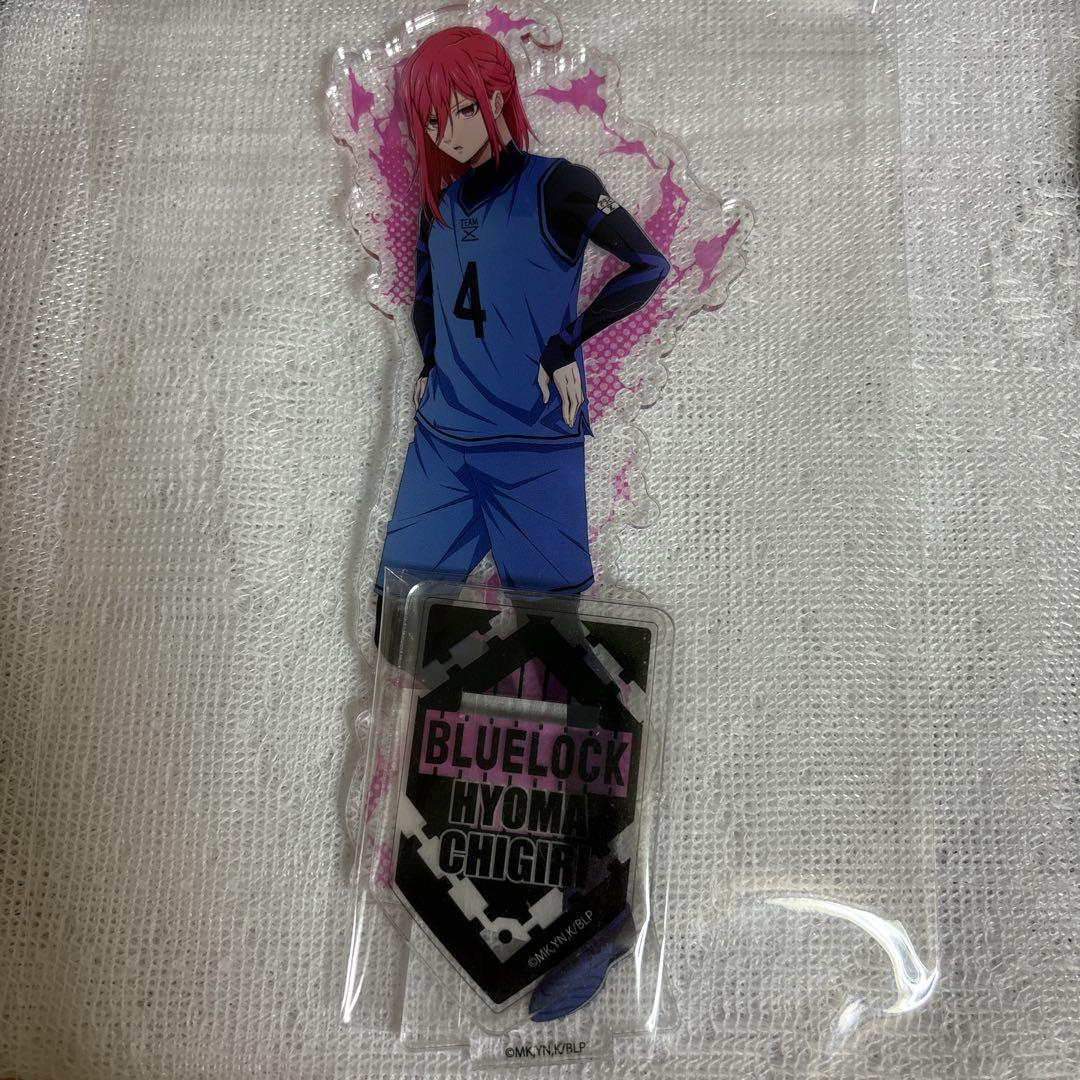 TEAM
Z
4
BLUELOCK
HYOMA
CHIGIRI
©MK,YN,K/BLP
©MK,YN,K/BLP